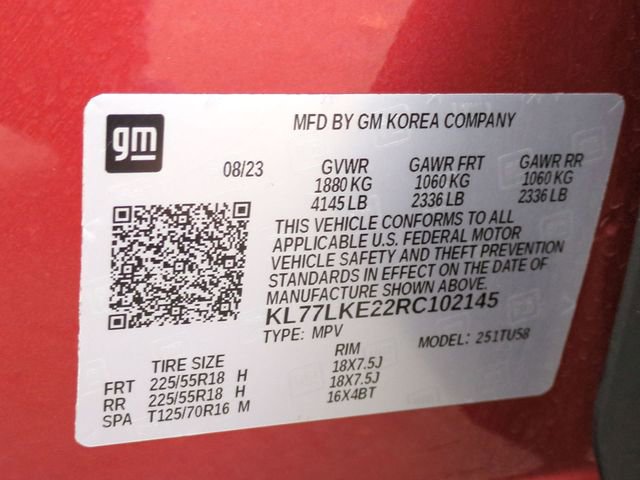 gm
MFD BY GM KOREA COMPANY
08/23 GVWR GAWR FRT GAWR RR
1880 KG 1060 KG 1060 KG
4145 LB 2336 LB 2336 LB
THIS VEHICLE CONFORMS TO ALL
APPLICABLE U.S. FEDERAL MOTOR
VEHICLE SAFETY AND THEFT PREVENTION
STANDARDS IN EFFECT ON THE DATE OF
MANUFACTURE SHOWN ABOVE.
KL77LKE22RC102145
TYPE: MPV MODEL: 251TU58
TIRE SIZE RIM
FRT 225/55R18 H 18X7.5J
RR 225/55R18 H 18X7.5J
SPA T125/70R16 M 16X4BT